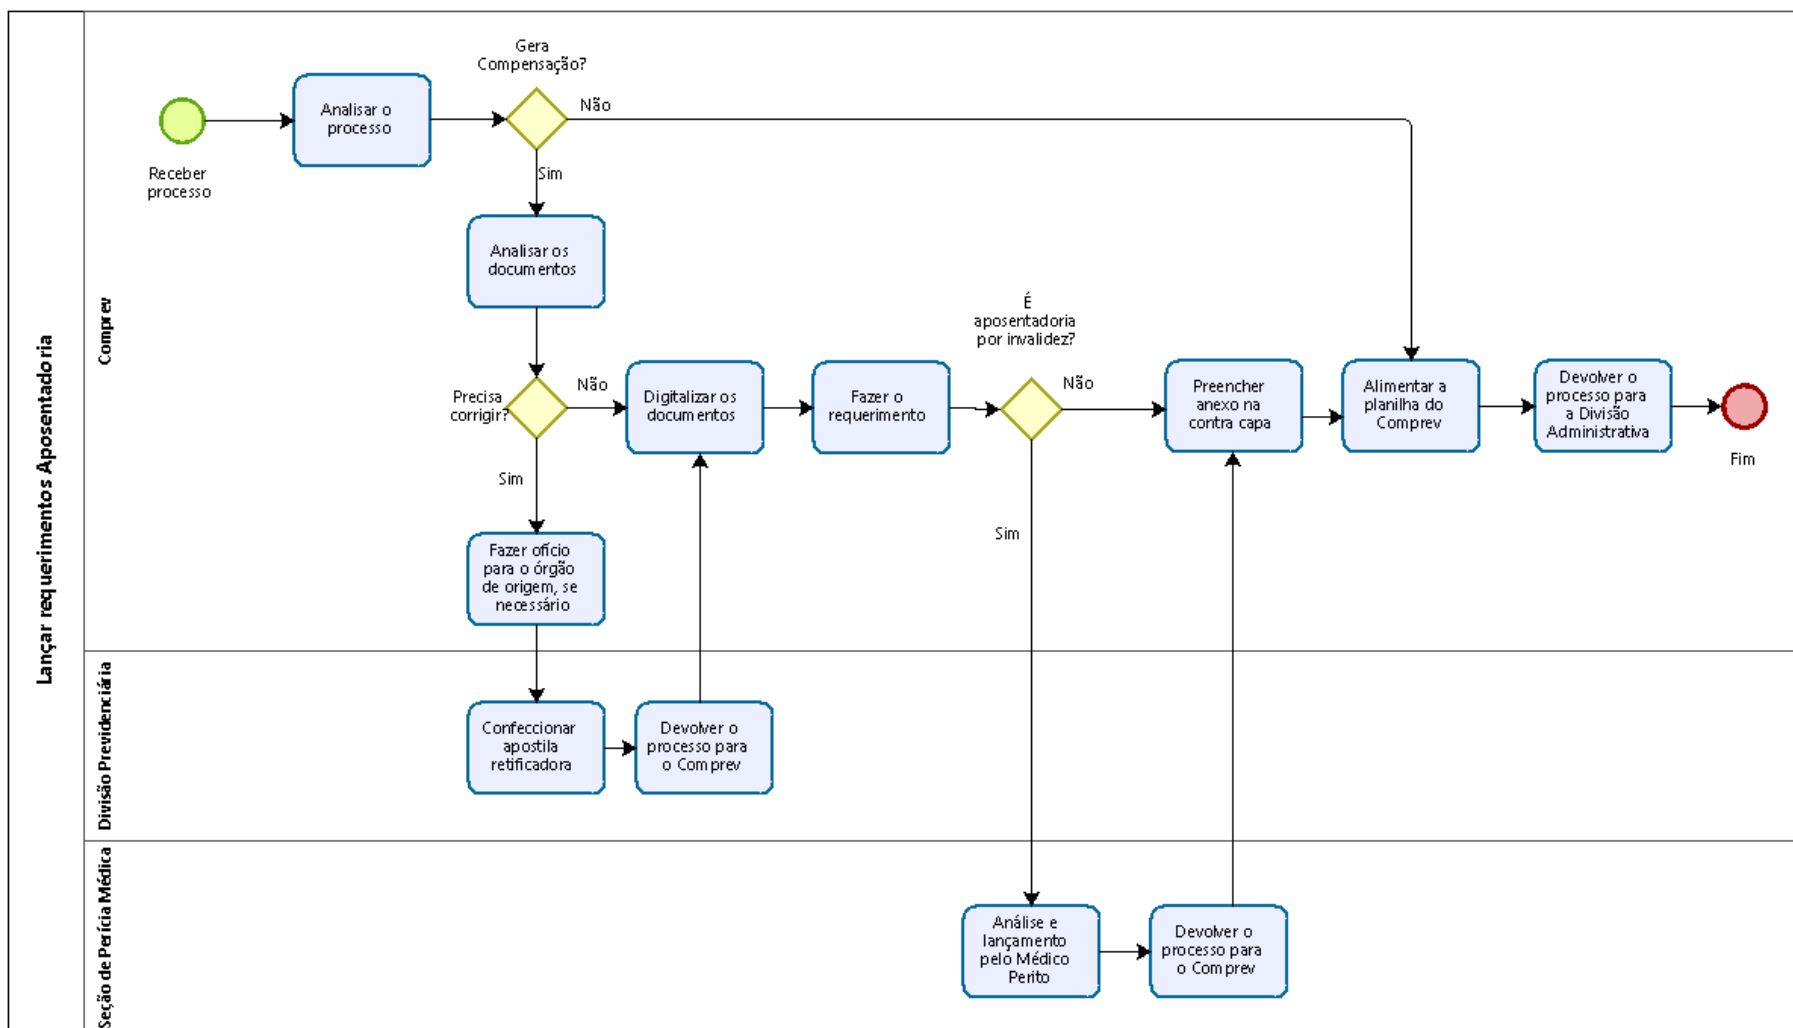 Lançar requerimentos Aposentadoria
Comprev
Receber
processo
Analisar o
processo
Gera
Compensação?
Não
Sim
Analisar os
documentos
Precisa
corrigir?
Não
Sim
Digitalizar os
documentos
Fazer o
requerimento
É
aposentadoria
por invalidez?
Não
Sim
Preencher
anexo na
contra capa
Alimentar a
planilha do
Comprev
Devolver o
processo para
a Divisão
Administrativa
Fim
Fazer ofício
para o órgão
de origem, se
necessário
Divisão Previdenciária
Confeccionar
apostila
retificadora
Devolver o
processo para
o Comprev
Seção de Perícia Médica
Análise e
lançamento
pelo Médico
Perito
Devolver o
processo para
o Comprev